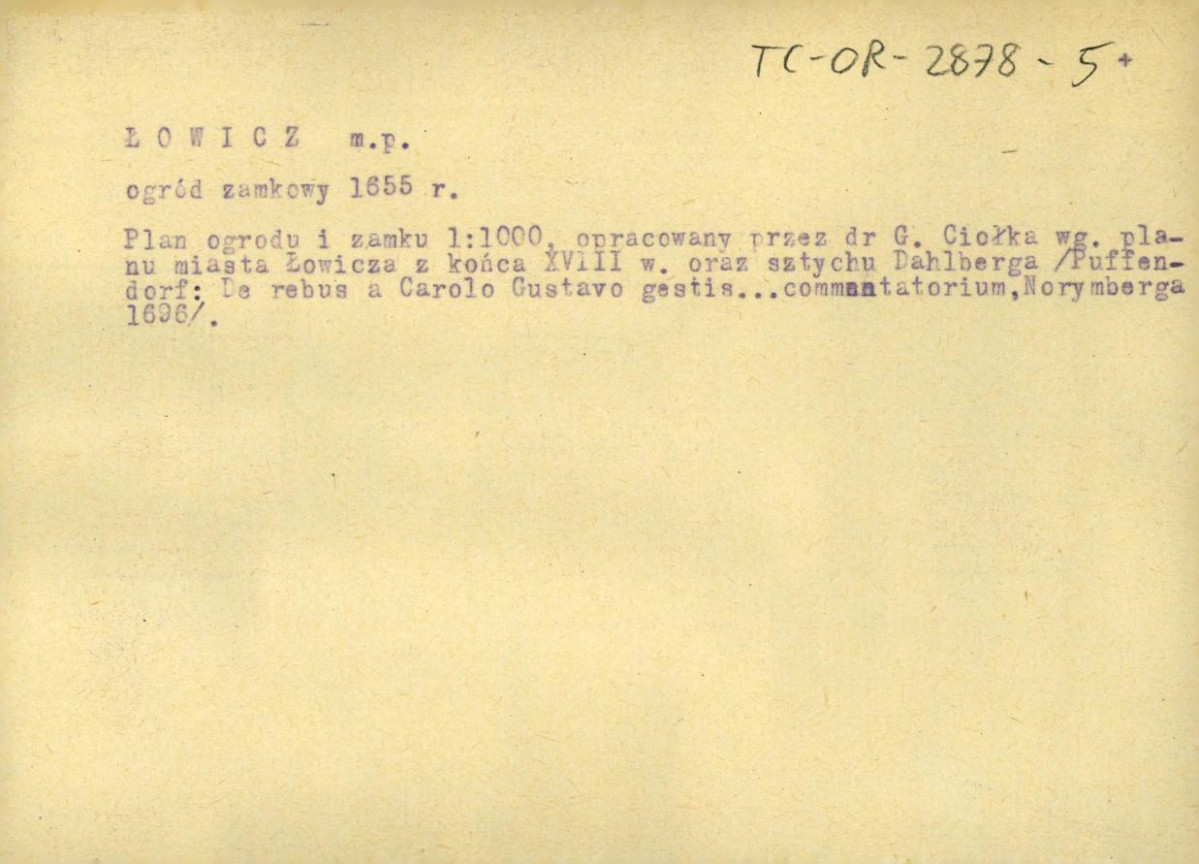 TC-OR-2878-5+
ŁOWICZ m.p.
ogród zamkowy 1655 r.
Plan ogrodu i zamku 1:1000, opracowany przez dr G. Ciołka wg. pla-
nu miasta Łowicza z końca XVIII w. oraz sztychu Dahlberga /Puffen-
dorf: De rebus a Carolo Gustavo gestis...commantatorium,Norymberga
1696/.